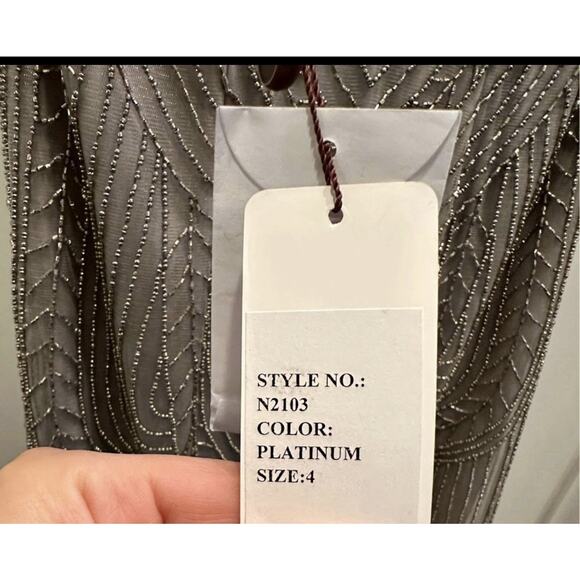 STYLE NO.:
N2103
COLOR:
PLATINUM
SIZE:4